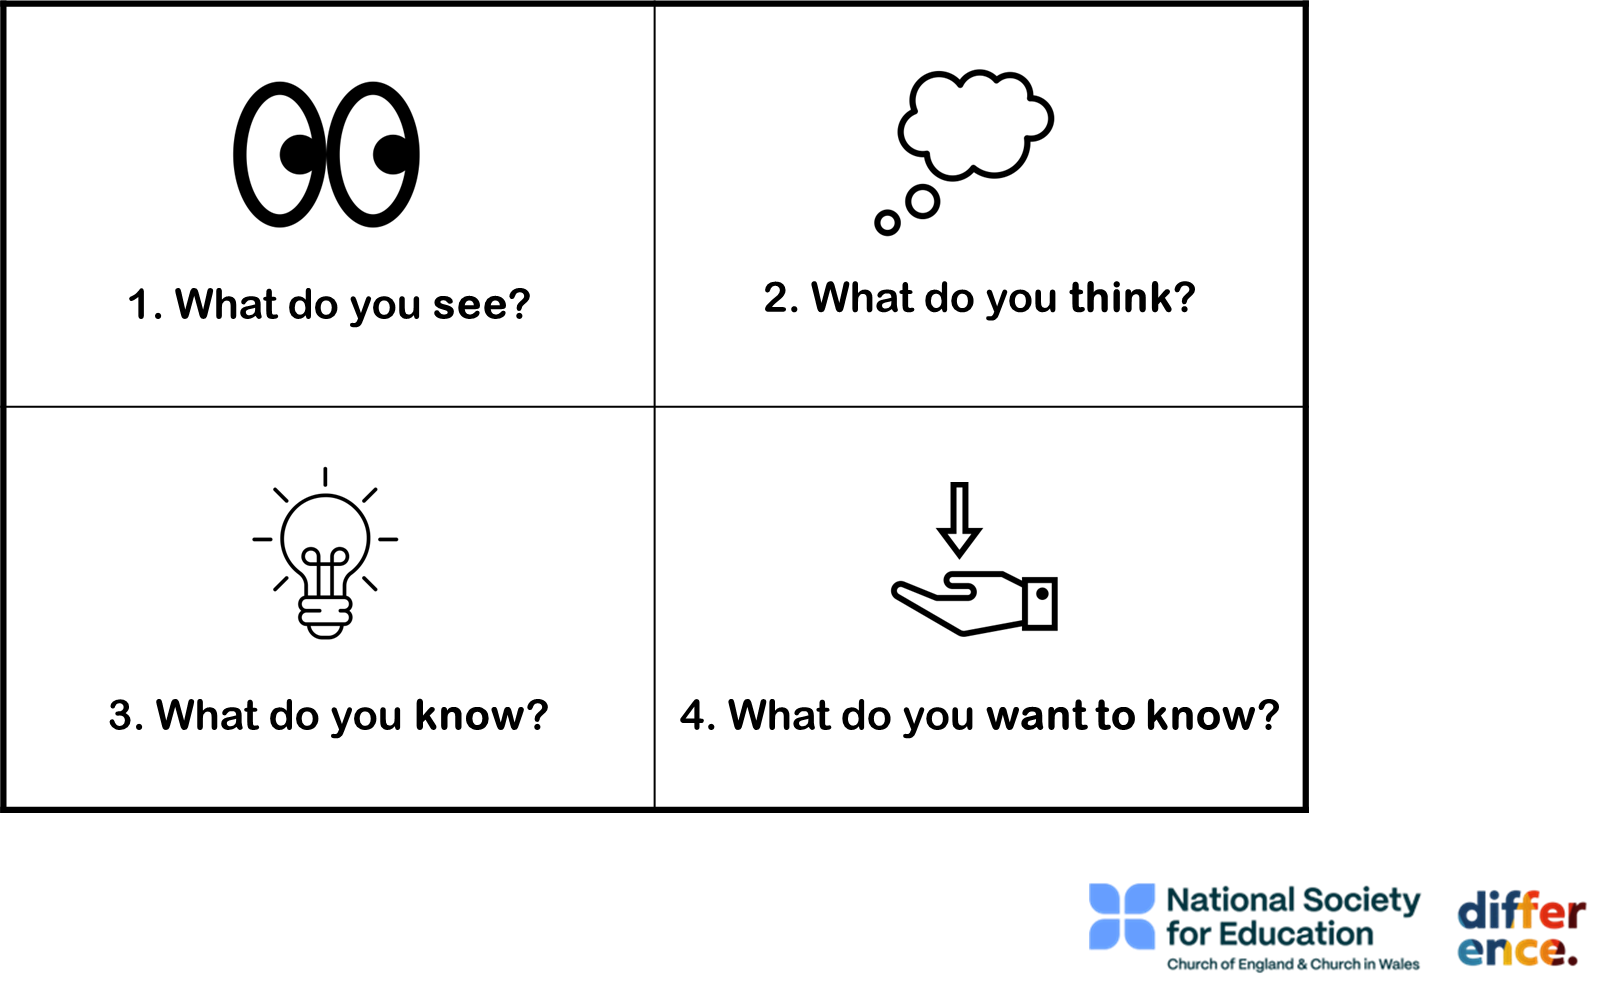 1. What do you see?
2. What do you think?
3. What do you know?
4. What do you want to know?
National Society
for Education
Church of England & Church in Wales
differ
ence.